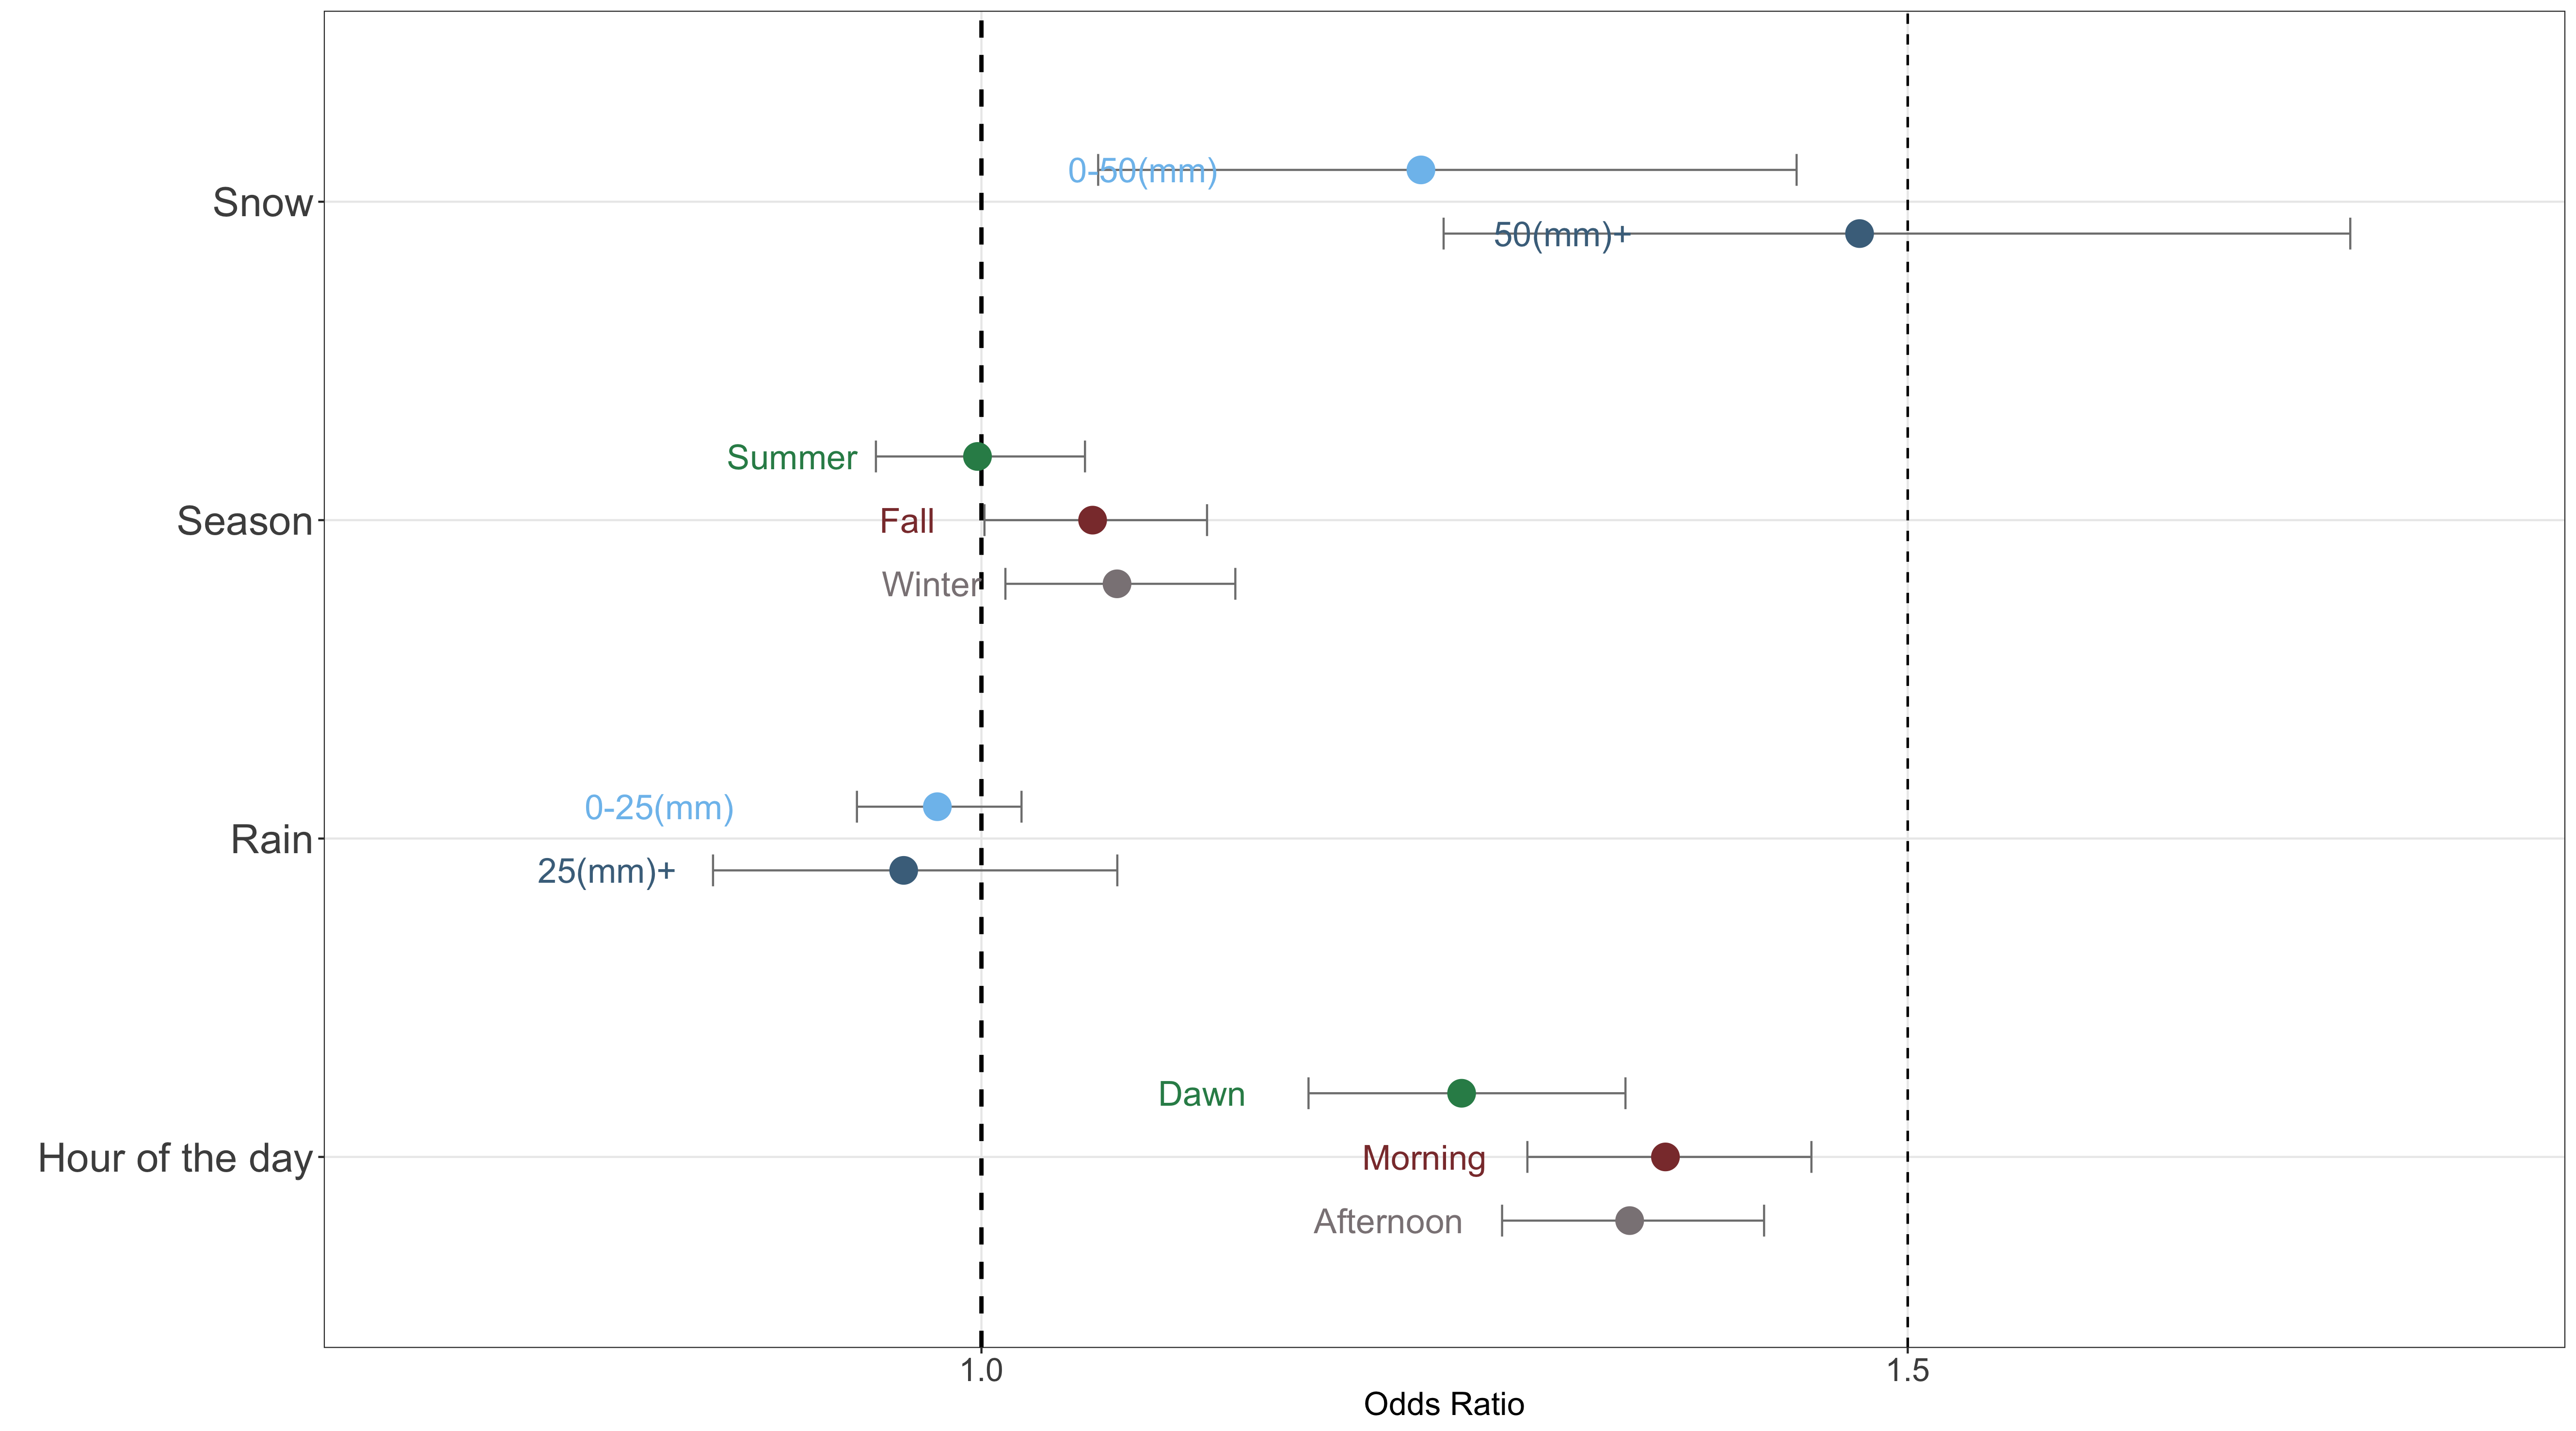 Snow
0-50(mm)
50(mm)+
Season
Summer
Fall
Winter
Rain
0-25(mm)
25(mm)+
Hour of the day
Dawn
Morning
Afternoon
1.0
1.5
Odds Ratio